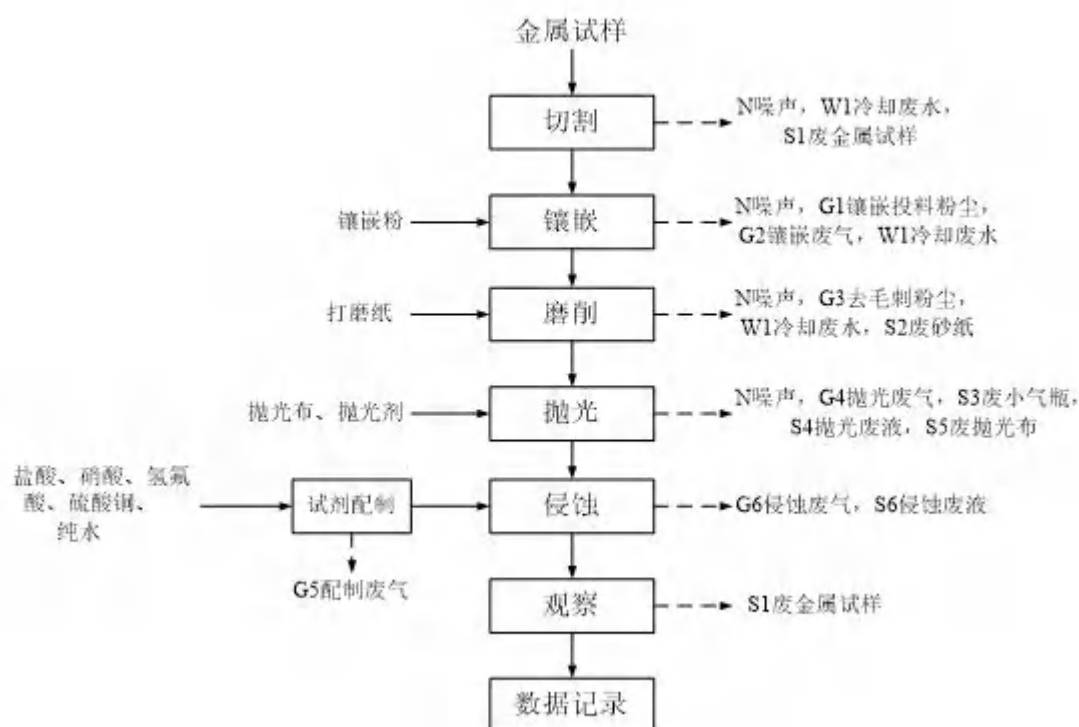 金属试样
切割
N噪声，W1冷却废水，
S1废金属试样
镶嵌粉
镶嵌
N噪声，G1镶嵌投料粉尘，
G2镶嵌废气，W1冷却废水
打磨纸
磨削
N噪声，G3去毛刺粉尘，
W1冷却废水，S2废砂纸
抛光布、抛光剂
抛光
N噪声，G4抛光废气，S3废小气瓶，
S4抛光废液，S5废抛光布
盐酸、硝酸、氢氟
酸、硫酸铜、
纯水
试剂配制
侵蚀
G6侵蚀废气，S6侵蚀废液
G5配制废气
观察
S1废金属试样
数据记录